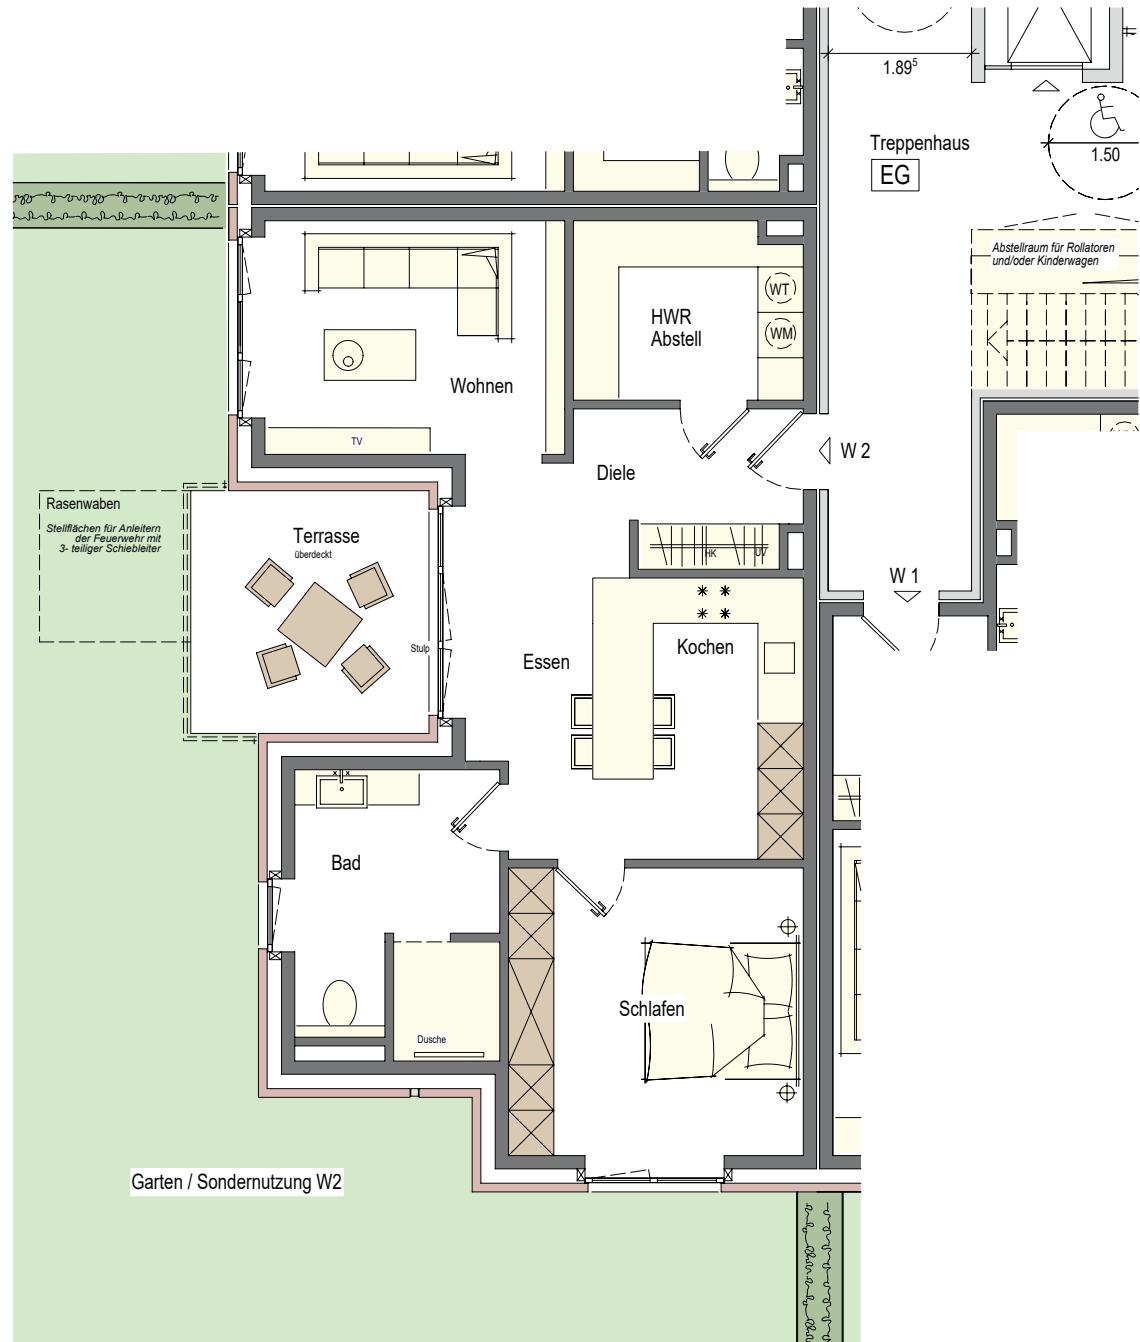 1.89⁵
Treppenhaus
EG
1.50
Abstellraum für Rollatoren
und/oder Kinderwagen
WT
HWR
Abstell
WM
Wohnen
TV
W 2
Diele
Rasenwaben
Stellflächen für Anleitern
der Feuerwehr mit
3- teiliger Schiebleiter
Terrasse
überdeckt
HK
UV
W 1
Stulp
Essen
Kochen
Bad
Schlafen
Dusche
Garten / Sondernutzung W2